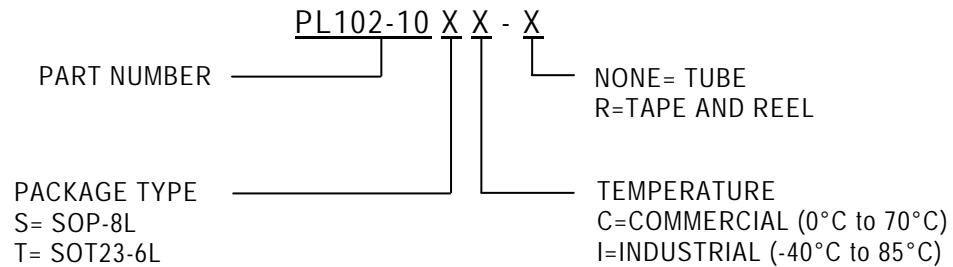 PL102-10 X X - X
PART NUMBER
NONE= TUBE
R=TAPE AND REEL
PACKAGE TYPE
S= SOP-8L
T= SOT23-6L
TEMPERATURE
C=COMMERCIAL (0°C to 70°C)
I=INDUSTRIAL (-40°C to 85°C)